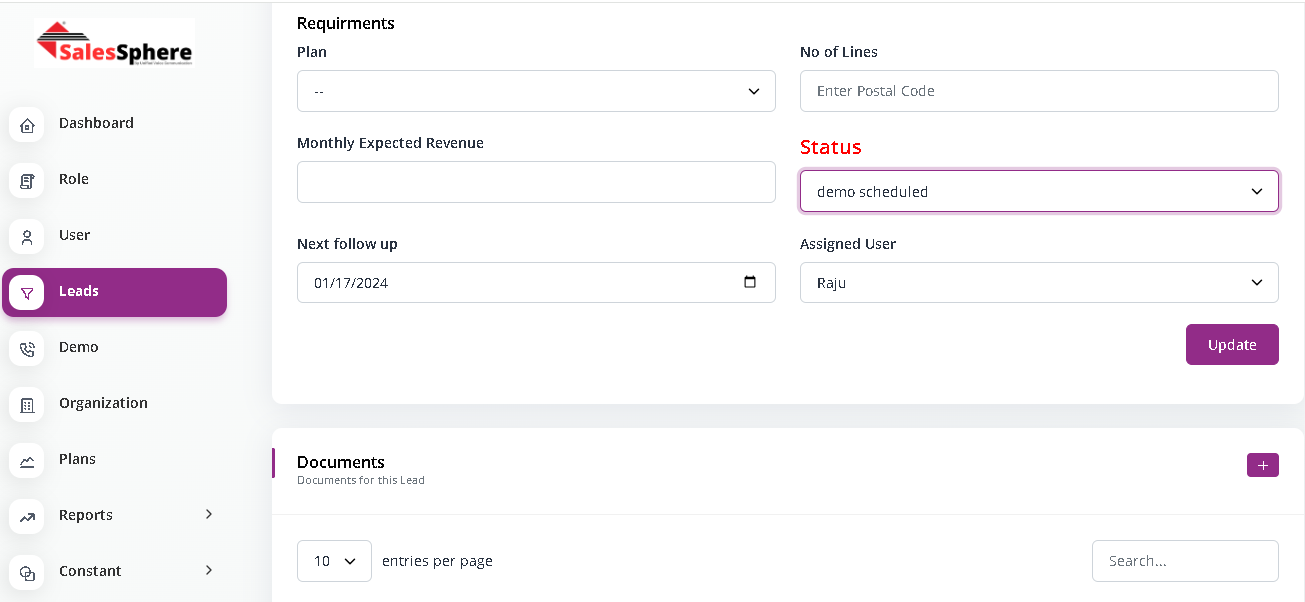 SalesSphere
Dashboard
Role
User
Leads
Demo
Organization
Plans
Reports
Constant
Requirments
Plan
--
No of Lines
Enter Postal Code
Monthly Expected Revenue
Status
demo scheduled
Next follow up
01/17/2024
Assigned User
Raju
Update
Documents
Documents for this Lead
+
10
entries per page
Search...